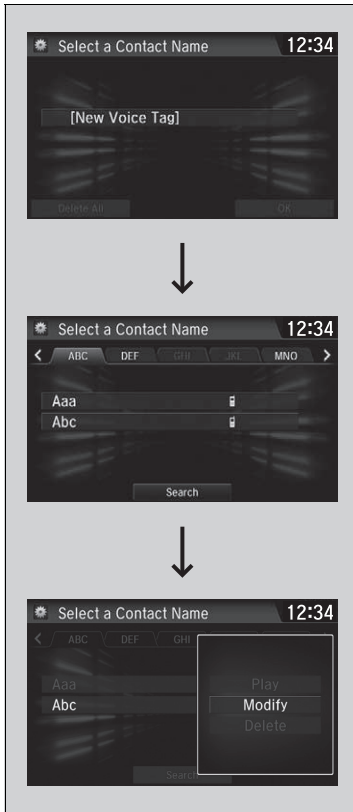 Select a Contact Name 12:34
[New Voice Tag]
Delete All OK
Select a Contact Name 12:34
ABC DEF GHI JKL MNO
Aaa
Abc
Search
Select a Contact Name 12:34
ABC DEF GHI
Aaa Play
Abc Modify
Delete
Search